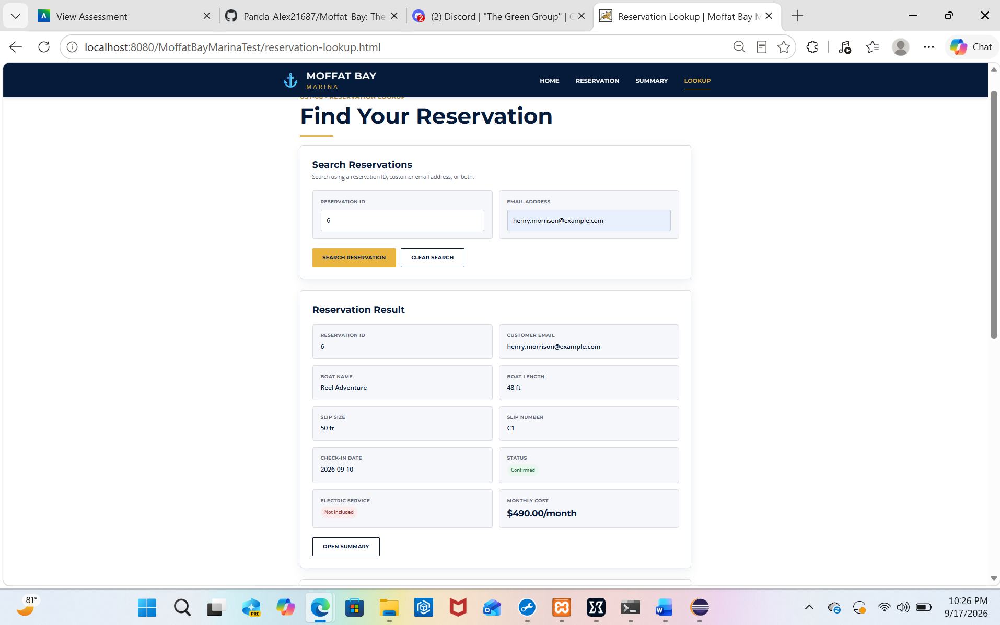 View Assessment
Panda-Alex21687/Moffat-Bay: The
(2) Discord | "The Green Group" | C
Reservation Lookup | Moffat Bay M
localhost:8080/MoffatBayMarinaTest/reservation-lookup.html
Chat
MOFFAT BAY
MARINA
HOME
RESERVATION
SUMMARY
LOOKUP
RESERVATION LOOKUP
Find Your Reservation
Search Reservations
Search using a reservation ID, customer email address, or both.
RESERVATION ID
EMAIL ADDRESS
6
henry.morrison@example.com
SEARCH RESERVATION
CLEAR SEARCH
Reservation Result
RESERVATION ID
CUSTOMER EMAIL
6
henry.morrison@example.com
BOAT NAME
BOAT LENGTH
Reel Adventure
48 ft
SLIP SIZE
SLIP NUMBER
50 ft
C1
CHECK-IN DATE
STATUS
2026-09-10
Confirmed
ELECTRIC SERVICE
MONTHLY COST
Not included
$490.00/month
OPEN SUMMARY
81°
PRE
10:26 PM
9/17/2026